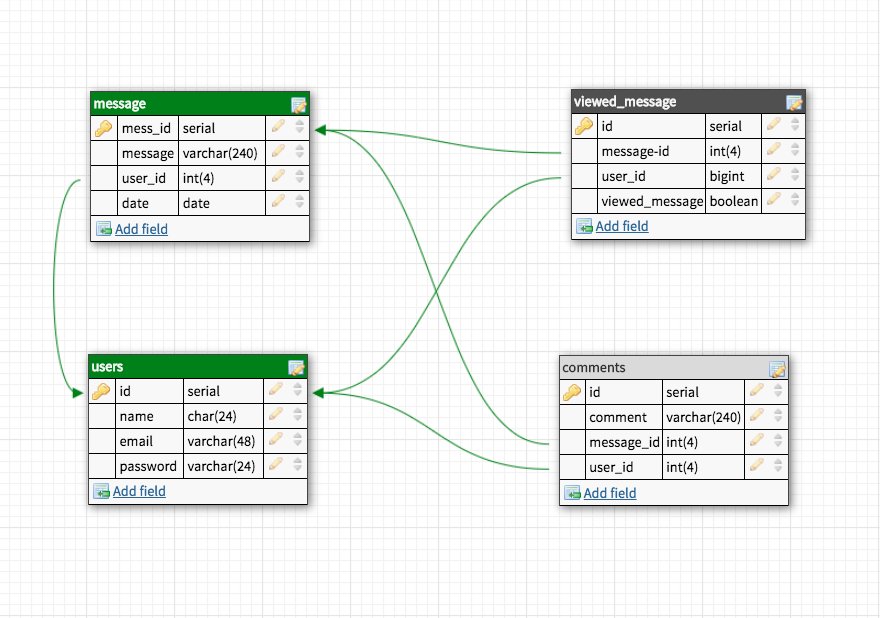 message
mess_id serial
message varchar(240)
user_id int(4)
date date
Add field
viewed_message
id serial
message-id int(4)
user_id bigint
viewed_message boolean
Add field
users
id serial
name char(24)
email varchar(48)
password varchar(24)
Add field
comments
id serial
comment varchar(240)
message_id int(4)
user_id int(4)
Add field